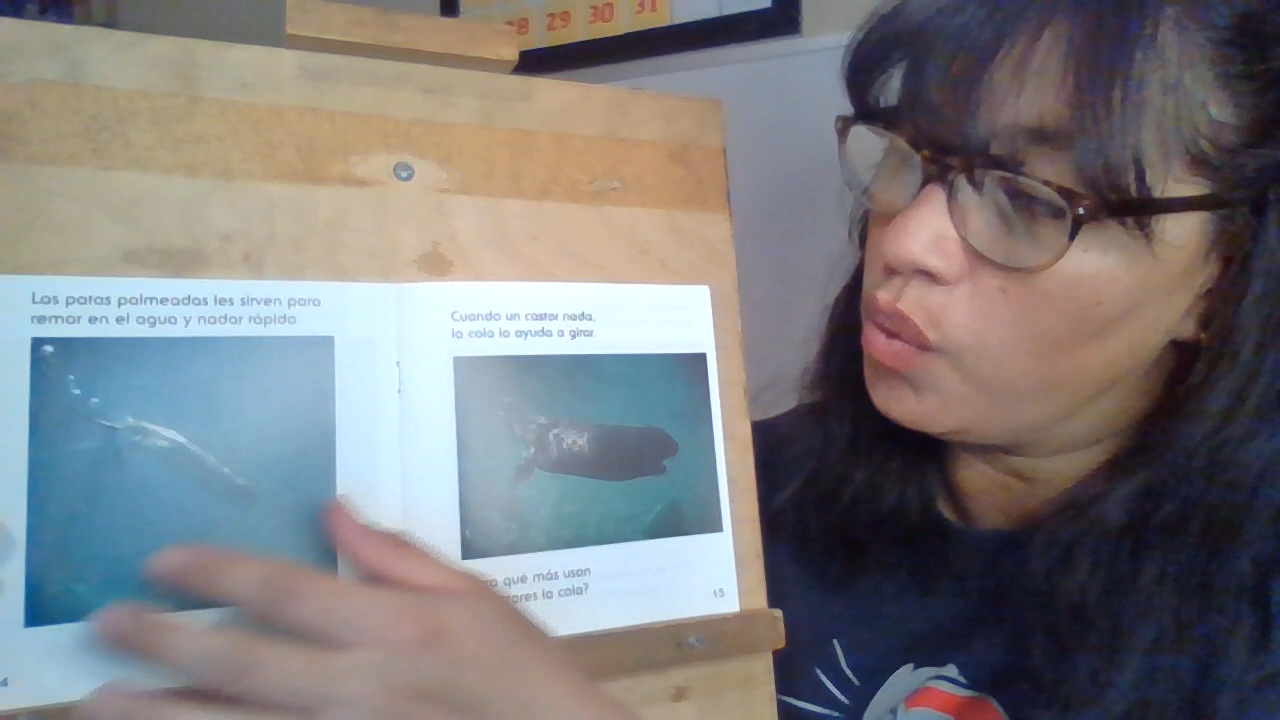 28 29 30 31
Las patas palmeadas les sirven para
remar en el agua y nadar rápido.
4
Cuando un castor nada,
la cola lo ayuda a girar.
qué más usan
la cola?
15